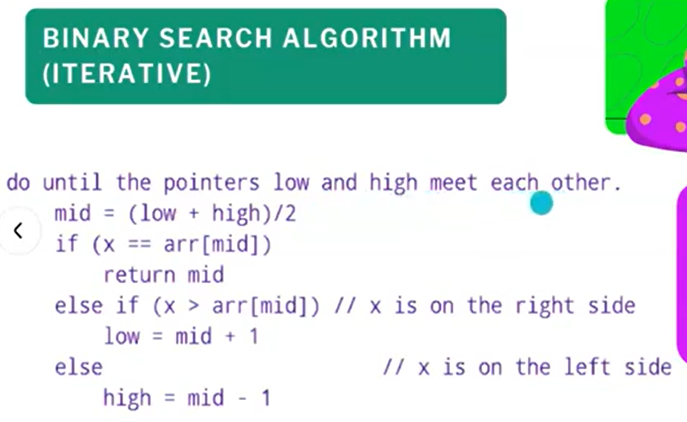 BINARY SEARCH ALGORITHM
(ITERATIVE)
do until the pointers low and high meet each other.
mid = (low + high)/2
if (x == arr[mid])
return mid
else if (x > arr[mid]) // x is on the right side
low = mid + 1
else // x is on the left side
high = mid - 1